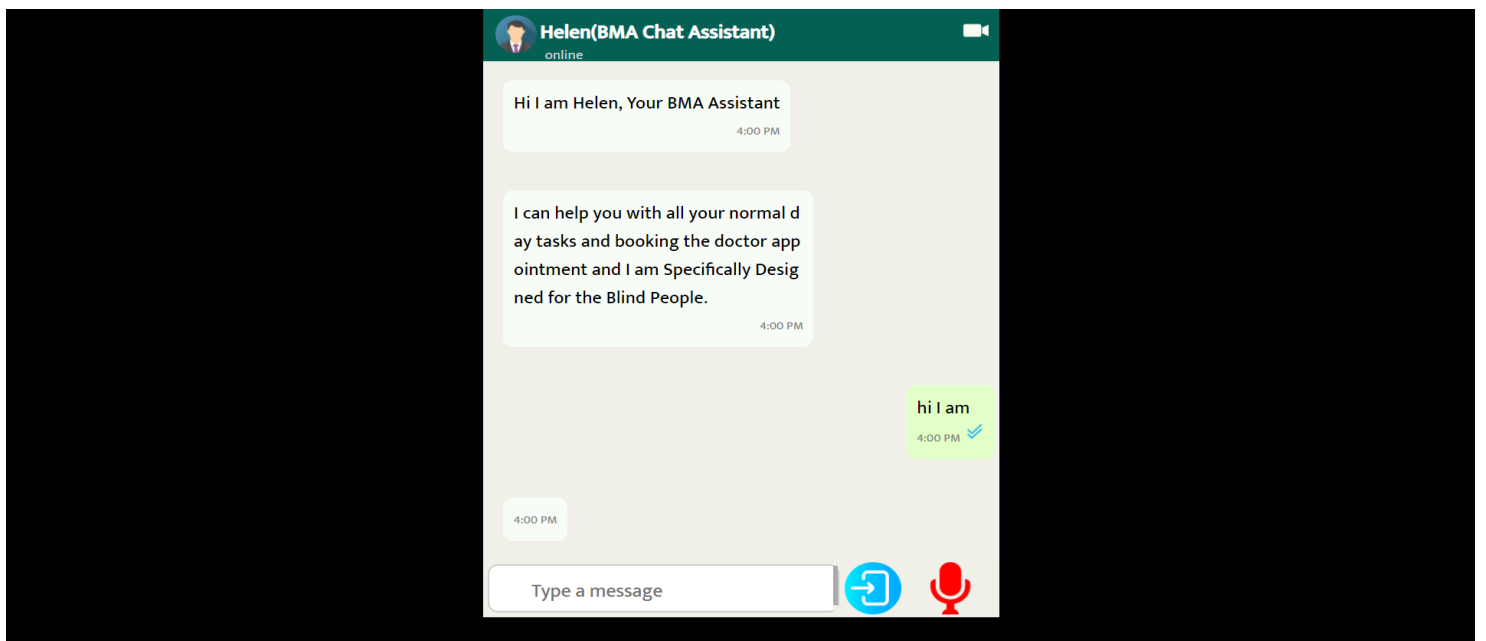 Helen(BMA Chat Assistant)
online
Hi I am Helen, Your BMA Assistant
4:00 PM
I can help you with all your normal d
ay tasks and booking the doctor app
ointment and I am Specifically Desig
ned for the Blind People.
4:00 PM
hi I am
4:00 PM
4:00 PM
Type a message